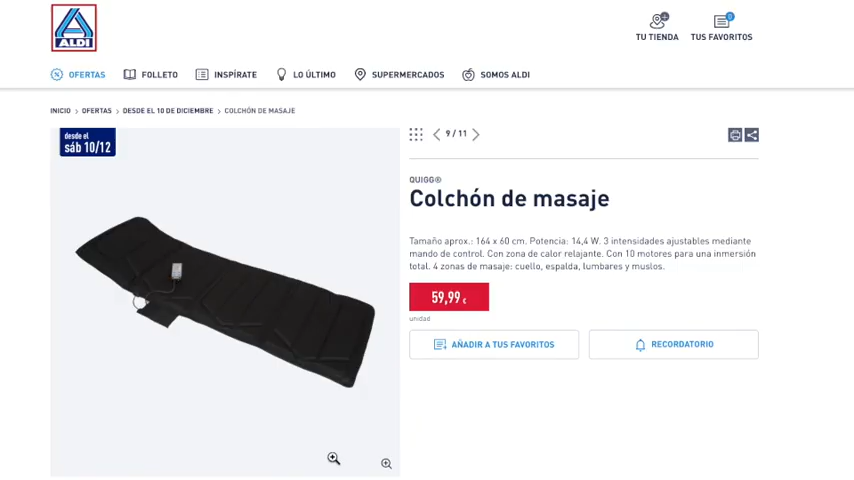 ALDI
TU TIENDA
0
TUS FAVORITOS
OFERTAS
FOLLETO
INSPÍRATE
LO ÚLTIMO
SUPERMERCADOS
SOMOS ALDI
INICIO > OFERTAS > DESDE EL 10 DE DICIEMBRE > COLCHÓN DE MASAJE
desde el
sáb 10/12
9 / 11
QUIGG®
Colchón de masaje
Tamaño aprox.: 164 x 60 cm. Potencia: 14,4 W. 3 intensidades ajustables mediante
mando de control. Con zona de calor relajante. Con 10 motores para una inmersión
total. 4 zonas de masaje: cuello, espalda, lumbares y muslos.
59,99 €
unidad
AÑADIR A TUS FAVORITOS
RECORDATORIO